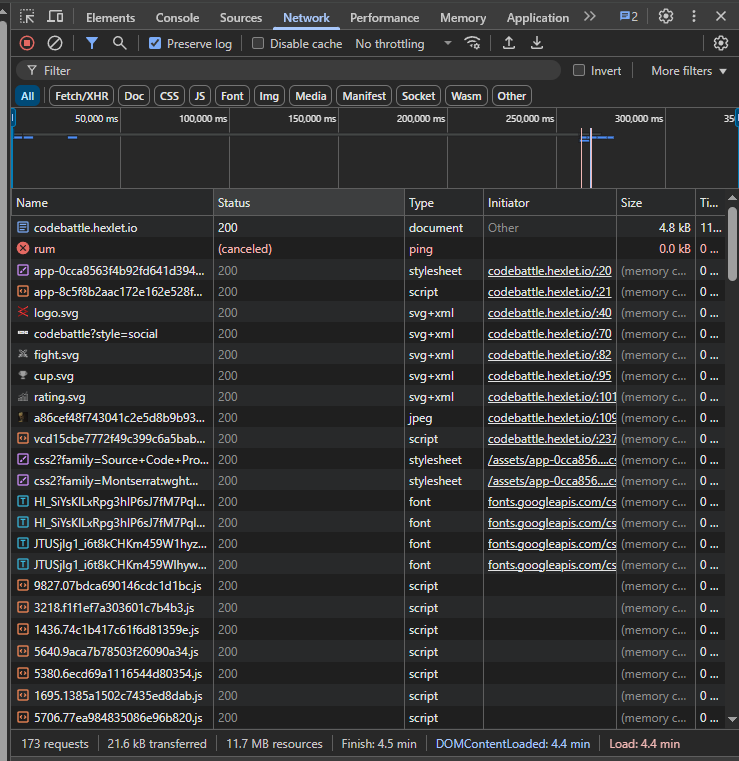 Elements Console Sources Network Performance Memory Application 2
Preserve log Disable cache No throttling
Filter Invert More filters
All Fetch/XHR Doc CSS JS Font Img Media Manifest Socket Wasm Other
50,000 ms 100,000 ms 150,000 ms 200,000 ms 250,000 ms 300,000 ms 35
Name Status Type Initiator Size Ti...
codebattle.hexlet.io 200 document Other 4.8 kB 11...
rum (canceled) ping 0.0 kB 0 ...
app-0cca8563f4b92fd641d394... 200 stylesheet codebattle.hexlet.io/:20 (memory c... 0 ...
app-8c5f8b2aac172e162e528f... 200 script codebattle.hexlet.io/:21 (memory c... 0 ...
logo.svg 200 svg+xml codebattle.hexlet.io/:40 (memory c... 0 ...
codebattle?style=social 200 svg+xml codebattle.hexlet.io/:70 (memory c... 0 ...
fight.svg 200 svg+xml codebattle.hexlet.io/:82 (memory c... 0 ...
cup.svg 200 svg+xml codebattle.hexlet.io/:95 (memory c... 0 ...
rating.svg 200 svg+xml codebattle.hexlet.io/:101 (memory c... 0 ...
a86cef48f743041c2e5d8b9b93... 200 jpeg codebattle.hexlet.io/:109 (memory c... 0 ...
vcd15cbe7772f49c399c6a5bab... 200 script codebattle.hexlet.io/:237 (memory c... 0 ...
css2?family=Source+Code+Pro... 200 stylesheet /assets/app-0cca856....cs (memory c... 0 ...
css2?family=Montserrat:wght... 200 stylesheet /assets/app-0cca856....cs (memory c... 0 ...
HI_SiYsKILxRpg3hIP6sJ7fM7PqI... 200 font fonts.googleapis.com/cs (memory c... 0 ...
HI_SiYsKILxRpg3hIP6sJ7fM7PqI... 200 font fonts.googleapis.com/cs (memory c... 0 ...
JTUSjIg1_i6t8kCHKm459W1hyz... 200 font fonts.googleapis.com/cs (memory c... 0 ...
JTUSjIg1_i6t8kCHKm459WIhyw... 200 font fonts.googleapis.com/cs (memory c... 0 ...
9827.07bdca690146cdc1d1bc.js 200 script (memory c... 0 ...
3218.f1f1ef7a303601c7b4b3.js 200 script (memory c... 0 ...
1436.74c1b417c61f6d81359e.js 200 script (memory c... 0 ...
5640.9aca7b78503f26090a34.js 200 script (memory c... 0 ...
5380.6ecd69a1116544d80354.js 200 script (memory c... 0 ...
1695.1385a1502c7435ed8dab.js 200 script (memory c... 0 ...
5706.77ea984835086e96b820.js 200 script (memory c... 0 ...
173 requests 21.6 kB transferred 11.7 MB resources Finish: 4.5 min DOMContentLoaded: 4.4 min Load: 4.4 min